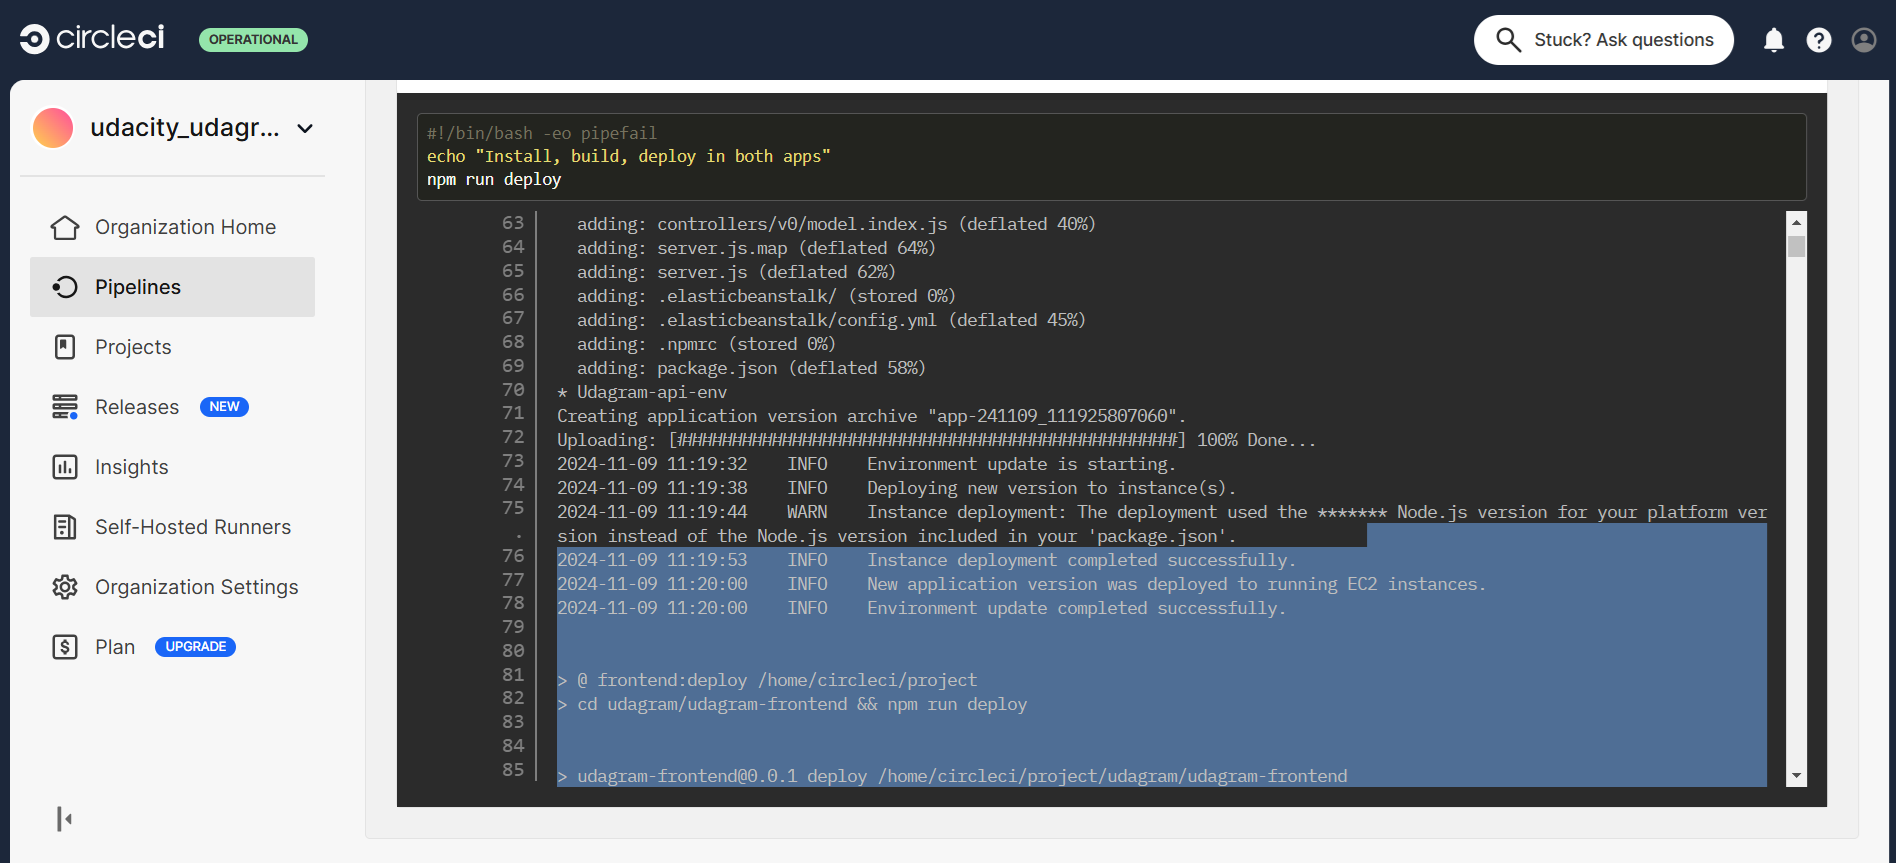 circleci
OPERATIONAL
Stuck? Ask questions
udacity_udagr...
Organization Home
Pipelines
Projects
Releases NEW
Insights
Self-Hosted Runners
Organization Settings
Plan UPGRADE
#!/bin/bash -eo pipefail
echo "Install, build, deploy in both apps"
npm run deploy
63 adding: controllers/v0/model.index.js (deflated 40%)
64 adding: server.js.map (deflated 64%)
65 adding: server.js (deflated 62%)
66 adding: .elasticbeanstalk/ (stored 0%)
67 adding: .elasticbeanstalk/config.yml (deflated 45%)
68 adding: .npmrc (stored 0%)
69 adding: package.json (deflated 58%)
70 * Udagram-api-env
71 Creating application version archive "app-241109_111925807060".
72 Uploading: [##################################################] 100% Done...
73 2024-11-09 11:19:32 INFO Environment update is starting.
74 2024-11-09 11:19:38 INFO Deploying new version to instance(s).
75 2024-11-09 11:19:44 WARN Instance deployment: The deployment used the ******* Node.js version for your platform ver
. sion instead of the Node.js version included in your 'package.json'.
76 2024-11-09 11:19:53 INFO Instance deployment completed successfully.
77 2024-11-09 11:20:00 INFO New application version was deployed to running EC2 instances.
78 2024-11-09 11:20:00 INFO Environment update completed successfully.
79
80
81 > @ frontend:deploy /home/circleci/project
82 > cd udagram/udagram-frontend && npm run deploy
83
84
85 > udagram-frontend@0.0.1 deploy /home/circleci/project/udagram/udagram-frontend